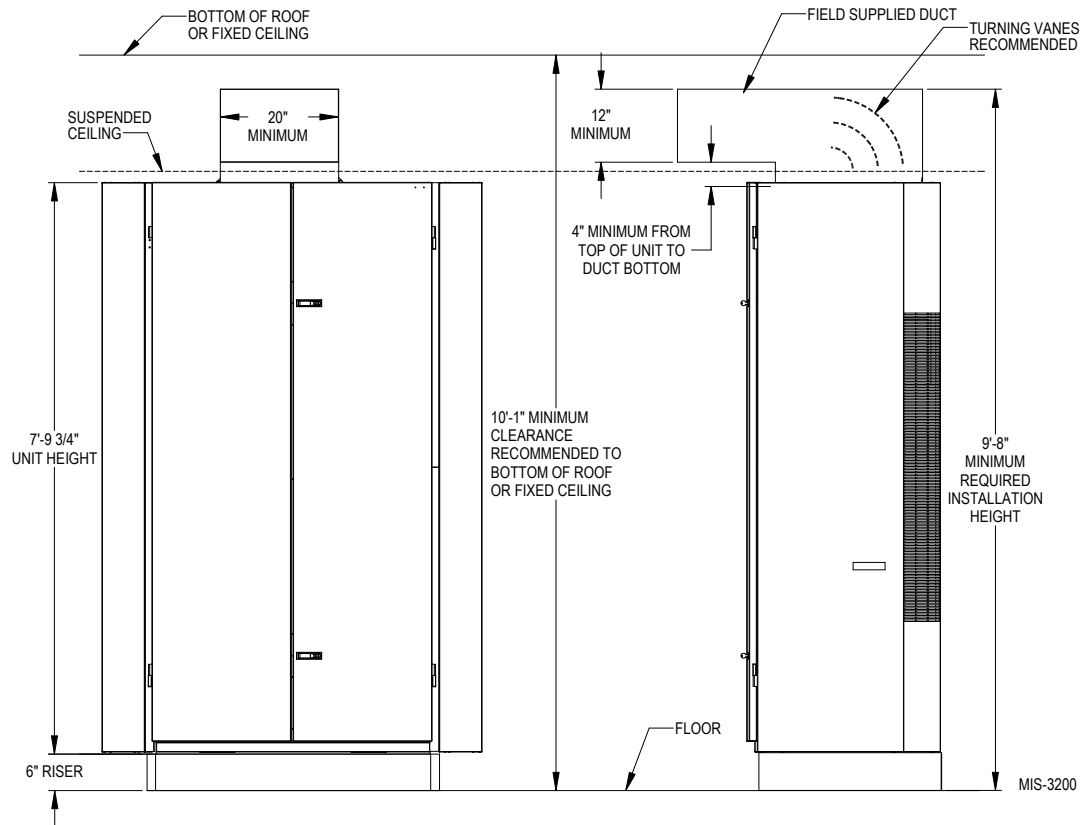 BOTTOM OF ROOF
OR FIXED CEILING
FIELD SUPPLIED DUCT
TURNING VANES
RECOMMENDED
SUSPENDED
CEILING
20"
MINIMUM
12"
MINIMUM
4" MINIMUM FROM
TOP OF UNIT TO
DUCT BOTTOM
7'-9 3/4"
UNIT HEIGHT
10'-1" MINIMUM
CLEARANCE
RECOMMENDED TO
BOTTOM OF ROOF
OR FIXED CEILING
9'-8"
MINIMUM
REQUIRED
INSTALLATION
HEIGHT
FLOOR
6" RISER
MIS-3200